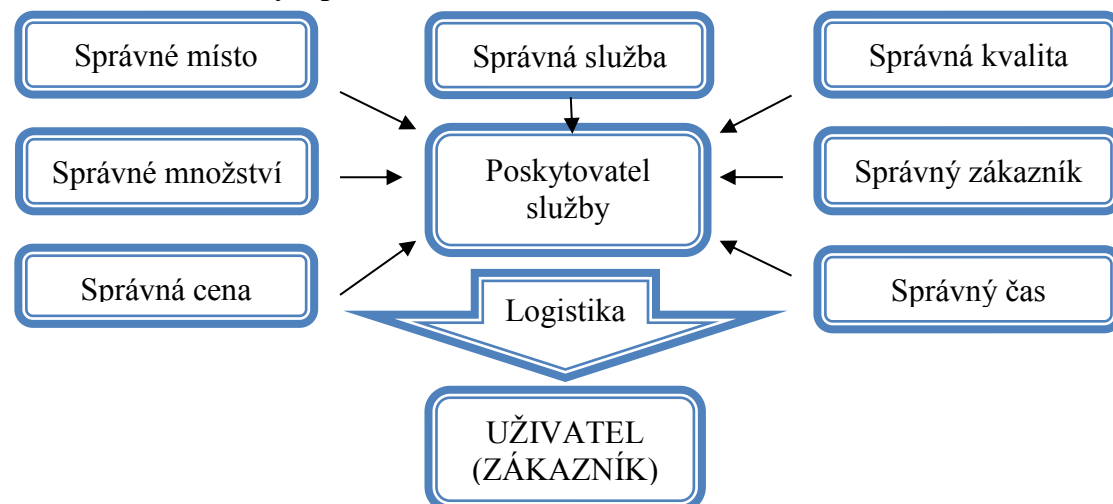 Správné místo
Správná služba
Správná kvalita
Správné množství
Poskytovatel
služby
Správný zákazník
Správná cena
Logistika
Správný čas
UŽIVATEL
(ZÁKAZNÍK)